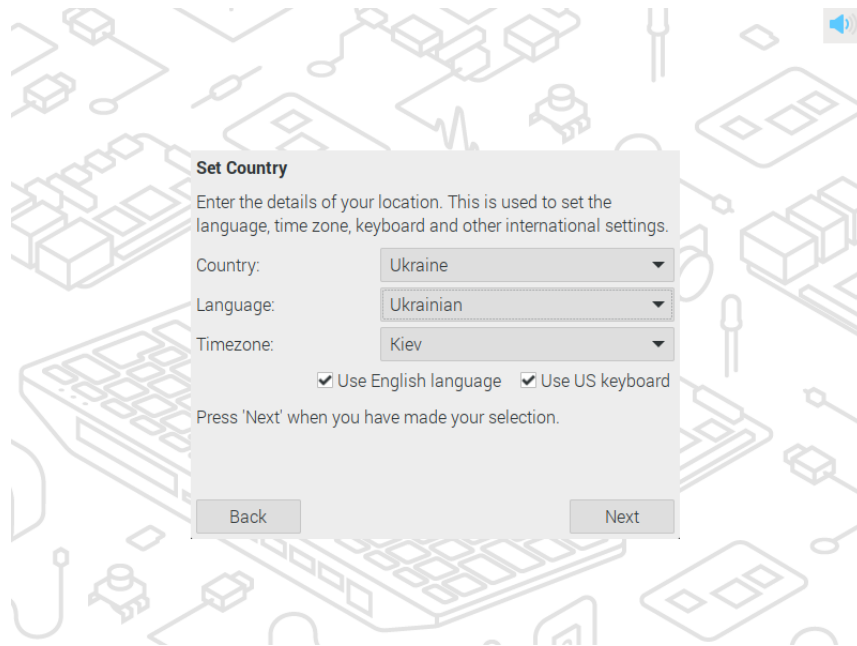 Set Country
Enter the details of your location. This is used to set the
language, time zone, keyboard and other international settings.
Country: Ukraine
Language: Ukrainian
Timezone: Kiev
Use English language Use US keyboard
Press 'Next' when you have made your selection.
Back Next